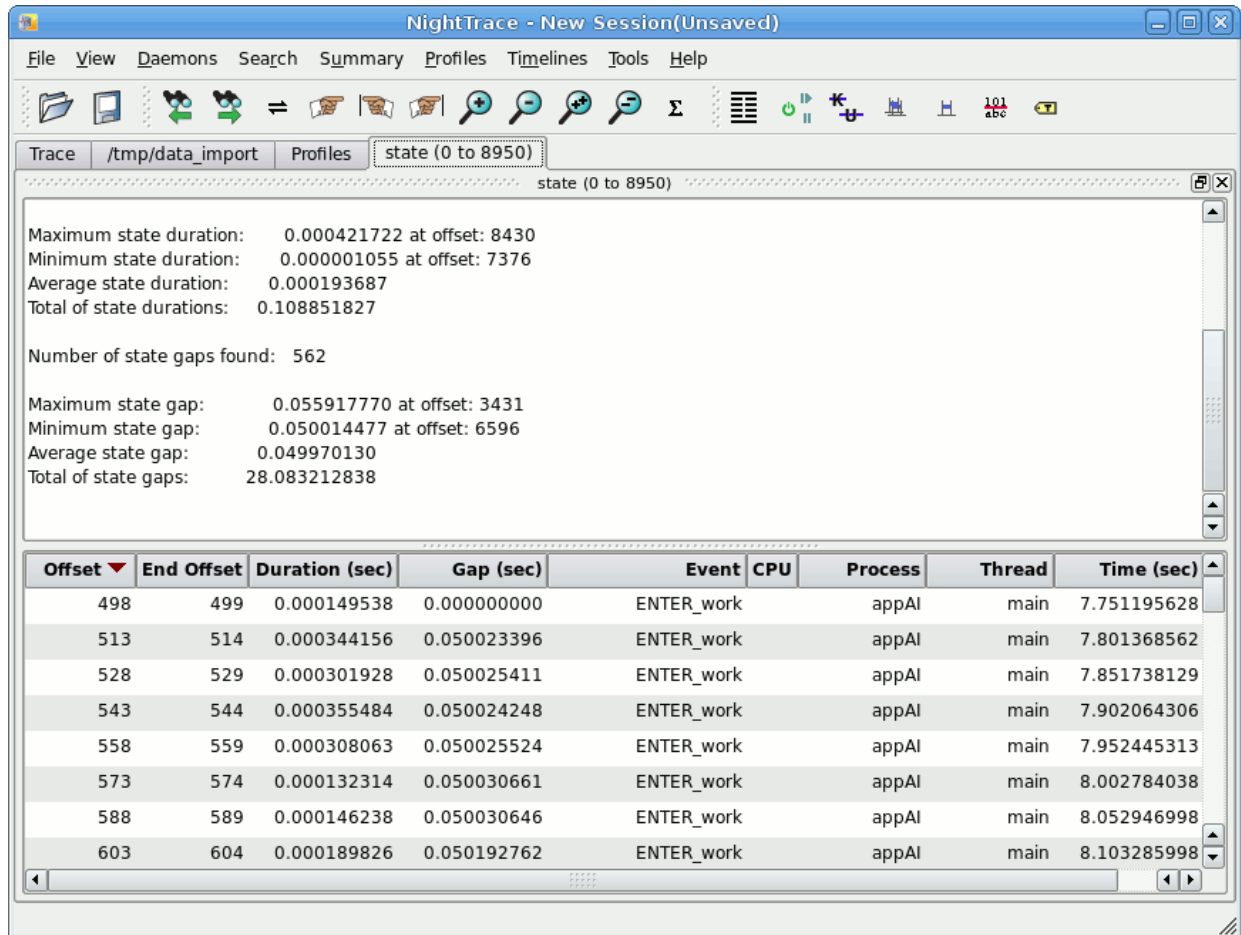 NightTrace - New Session(Unsaved)
File View Daemons Search Summary Profiles Timelines Tools Help
Σ K U 101 abc T
Trace /tmp/data_import Profiles state (0 to 8950)
state (0 to 8950)
Maximum state duration: 0.000421722 at offset: 8430
Minimum state duration: 0.000001055 at offset: 7376
Average state duration: 0.000193687
Total of state durations: 0.108851827
Number of state gaps found: 562
Maximum state gap: 0.055917770 at offset: 3431
Minimum state gap: 0.050014477 at offset: 6596
Average state gap: 0.049970130
Total of state gaps: 28.083212838
Offset End Offset Duration (sec) Gap (sec) Event CPU Process Thread Time (sec)
498 499 0.000149538 0.000000000 ENTER_work appAI main 7.751195628
513 514 0.000344156 0.050023396 ENTER_work appAI main 7.801368562
528 529 0.000301928 0.050025411 ENTER_work appAI main 7.851738129
543 544 0.000355484 0.050024248 ENTER_work appAI main 7.902064306
558 559 0.000308063 0.050025524 ENTER_work appAI main 7.952445313
573 574 0.000132314 0.050030661 ENTER_work appAI main 8.002784038
588 589 0.000146238 0.050030646 ENTER_work appAI main 8.052946998
603 604 0.000189826 0.050192762 ENTER_work appAI main 8.103285998